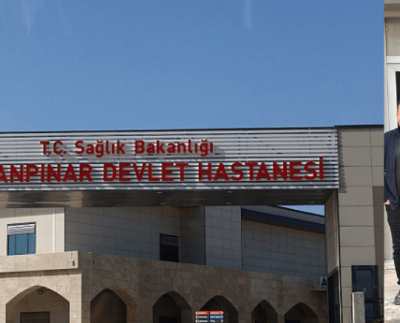 T.C. Sağlık Bakanlığı
ANPINAR DEVLET HASTANESİ